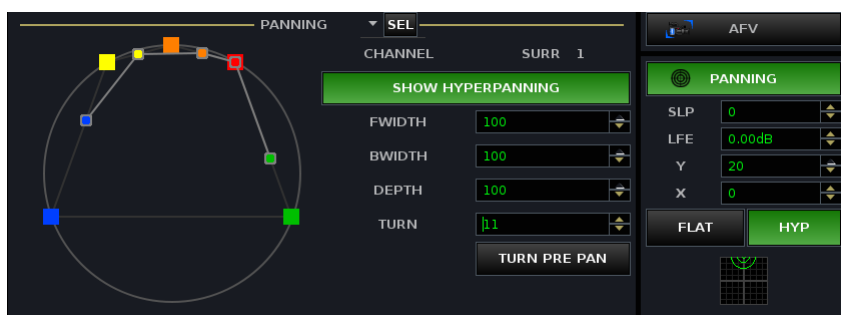 PANNING SEL
CHANNEL SURR 1
SHOW HYPERPANNING
FWIDTH 100
BWIDTH 100
DEPTH 100
TURN 11
TURN PRE PAN
AFV
PANNING
SLP 0
LFE 0.00dB
Y 20
X 0
FLAT HYP